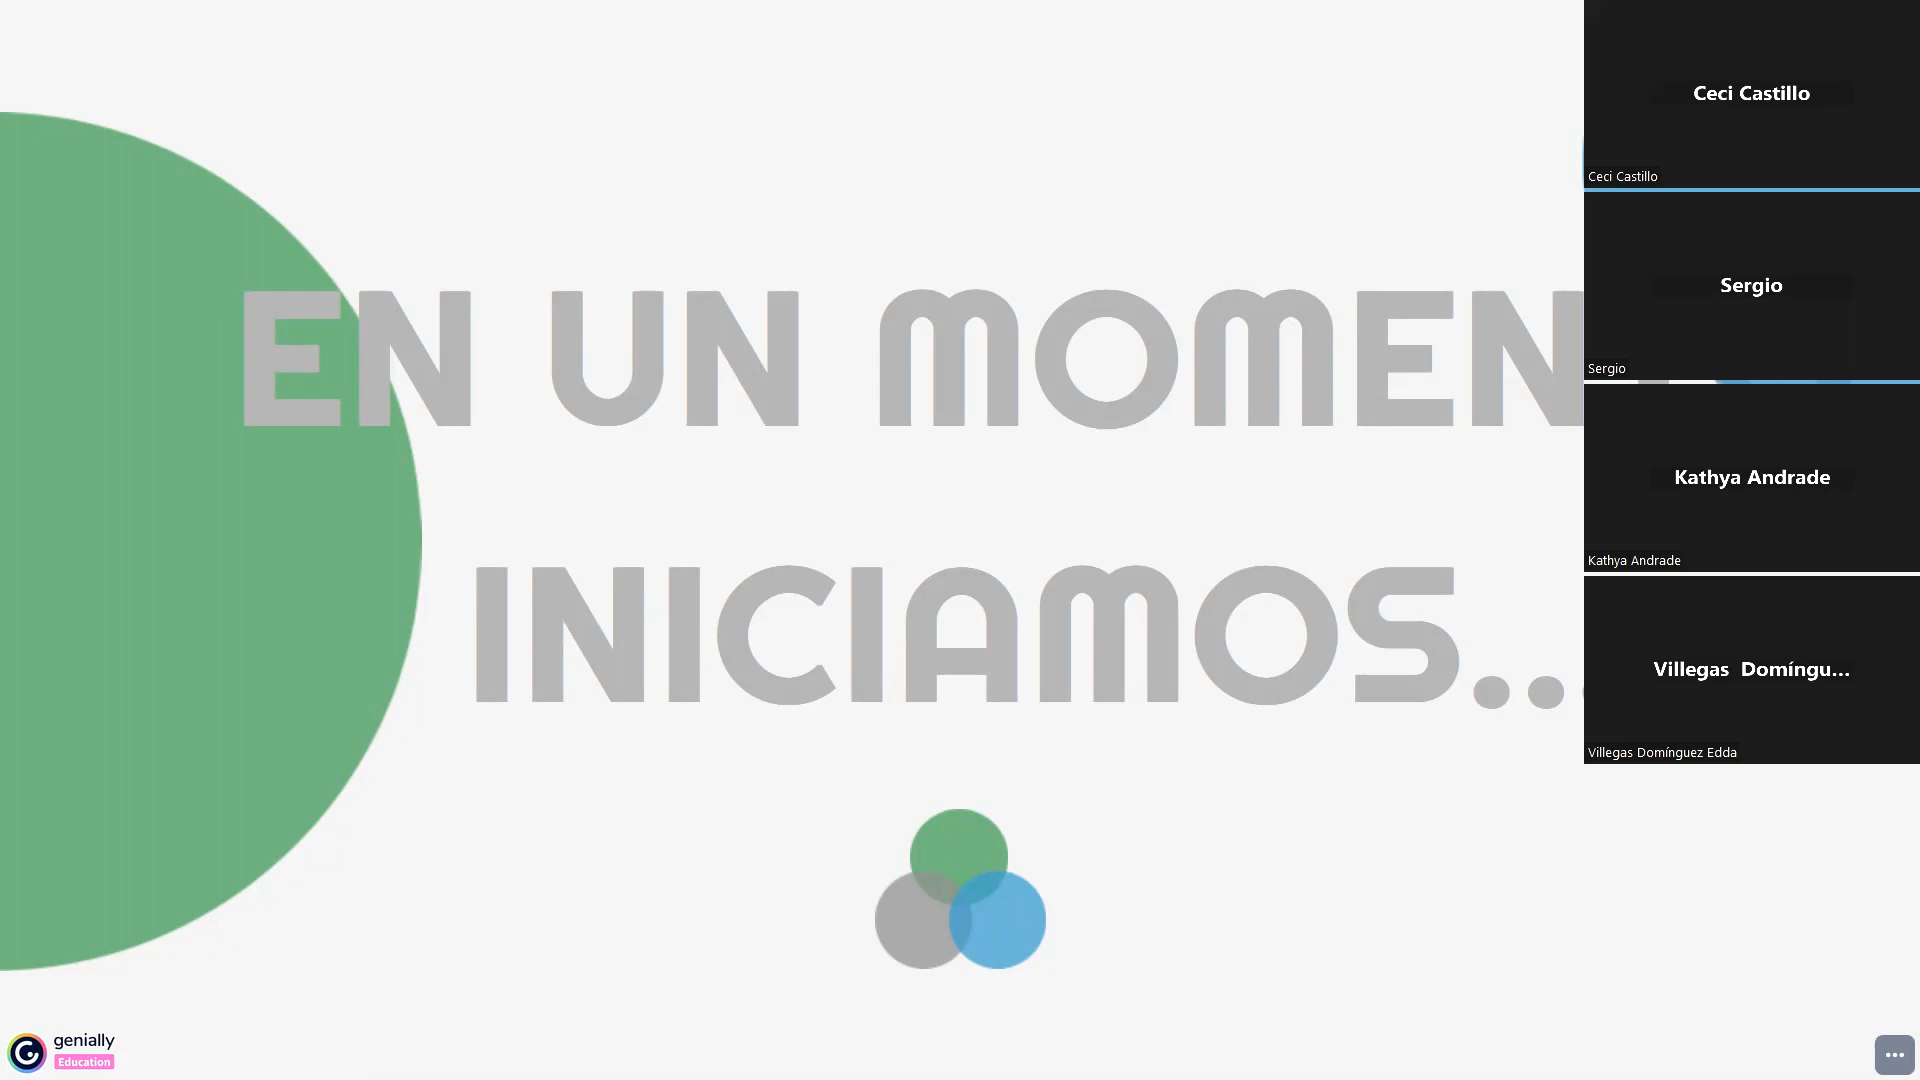 EN UN MOMEN
INICIAMOS...
Ceci Castillo
Ceci Castillo
Sergio
Sergio
Kathya Andrade
Kathya Andrade
Villegas Domíngu...
Villegas Domínguez Edda
genially
Education